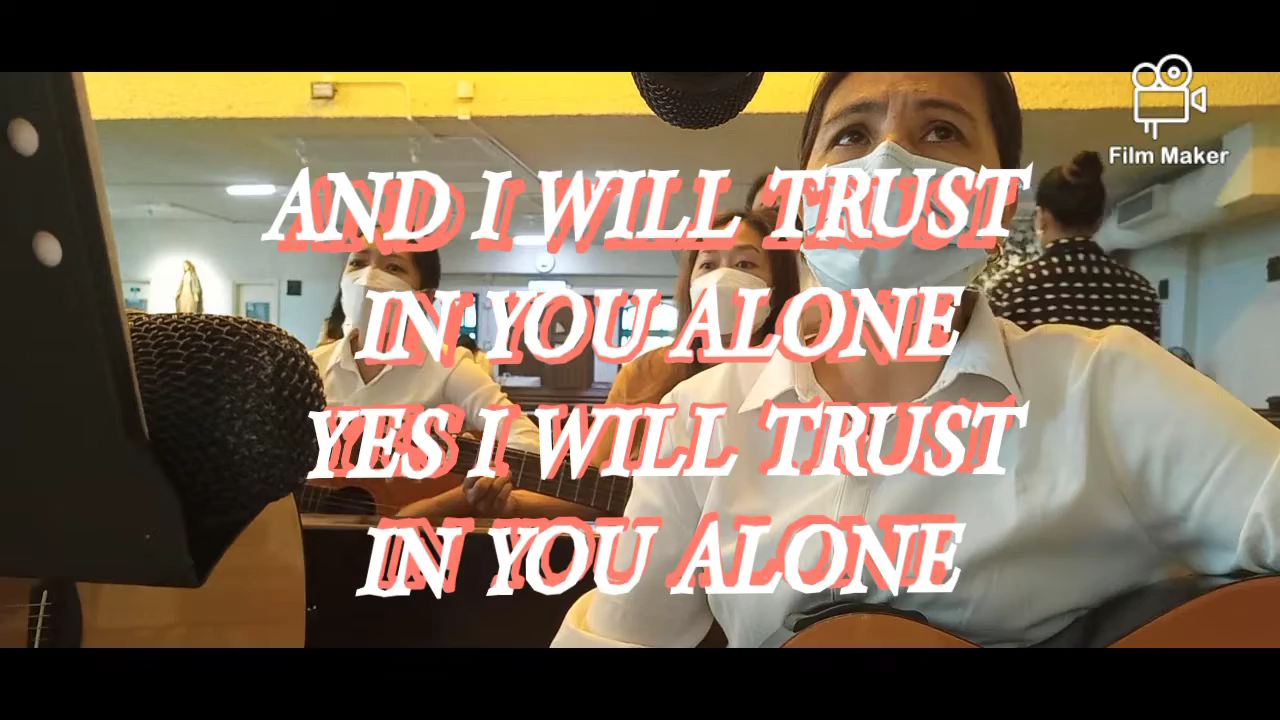 Film Maker
AND I WILL TRUST
IN YOU ALONE
YES I WILL TRUST
IN YOU ALONE